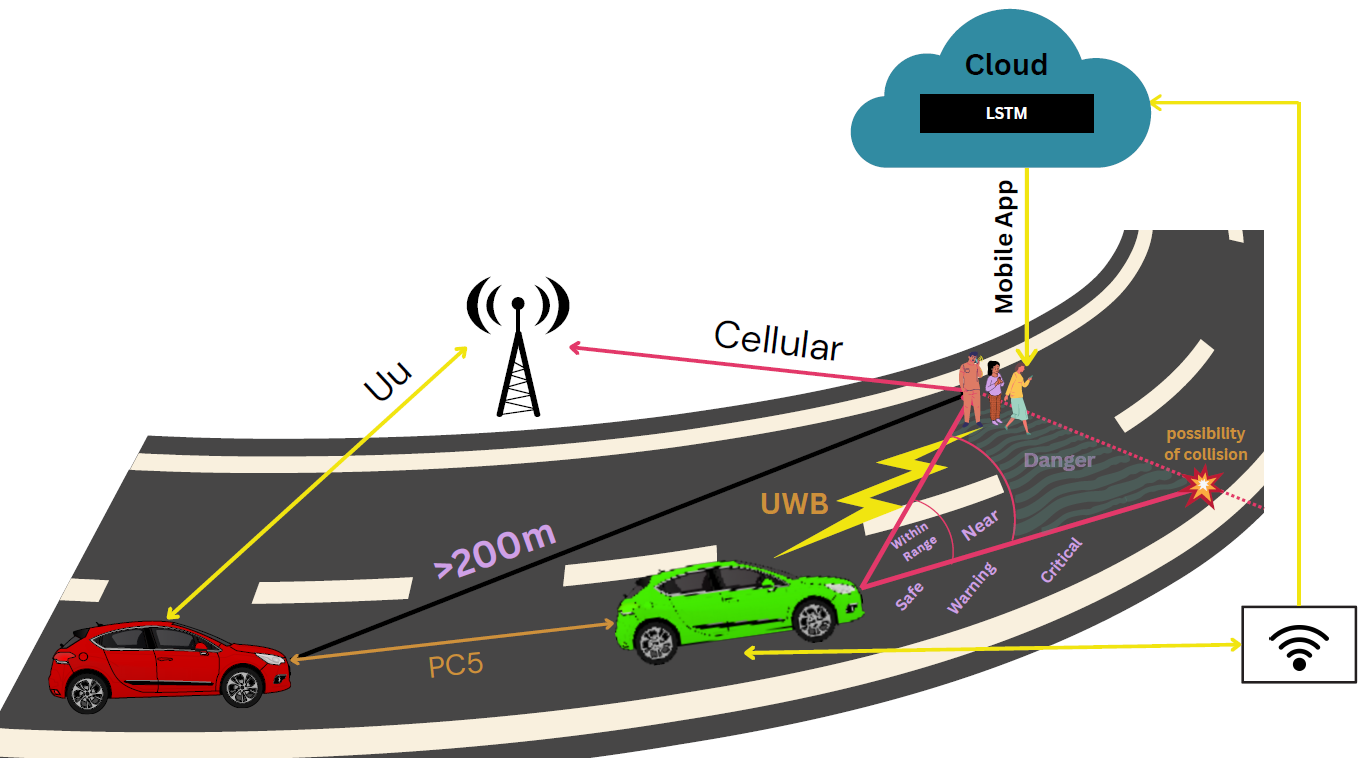 Cloud
LSTM
Mobile App
Cellular
Uu
possibility
of collision
Danger
UWB
Within
Range
Near
>200m
Safe
Warning
Critical
PC5